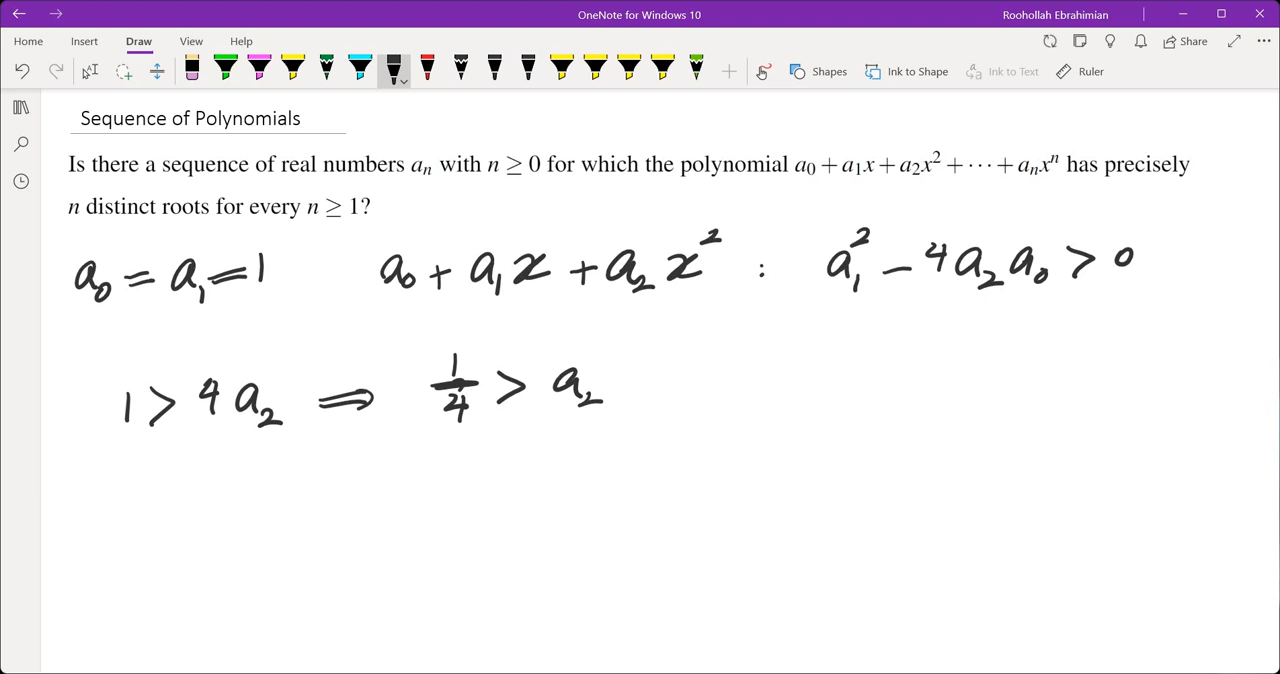 OneNote for Windows 10
Roohollah Ebrahimian
Home Insert Draw View Help
Share
Shapes Ink to Shape Ink to Text Ruler
Sequence of Polynomials
Is there a sequence of real numbers aₙ with n ≥ 0 for which the polynomial a₀ + a₁x + a₂x² + ⋯ + aₙxⁿ has precisely
n distinct roots for every n ≥ 1?
a₀ = a₁ = 1 a₀ + a₁x + a₂x² : a₁² − 4a₂a₀ > 0
1 > 4a₂ ⟹ 1/4 > a₂